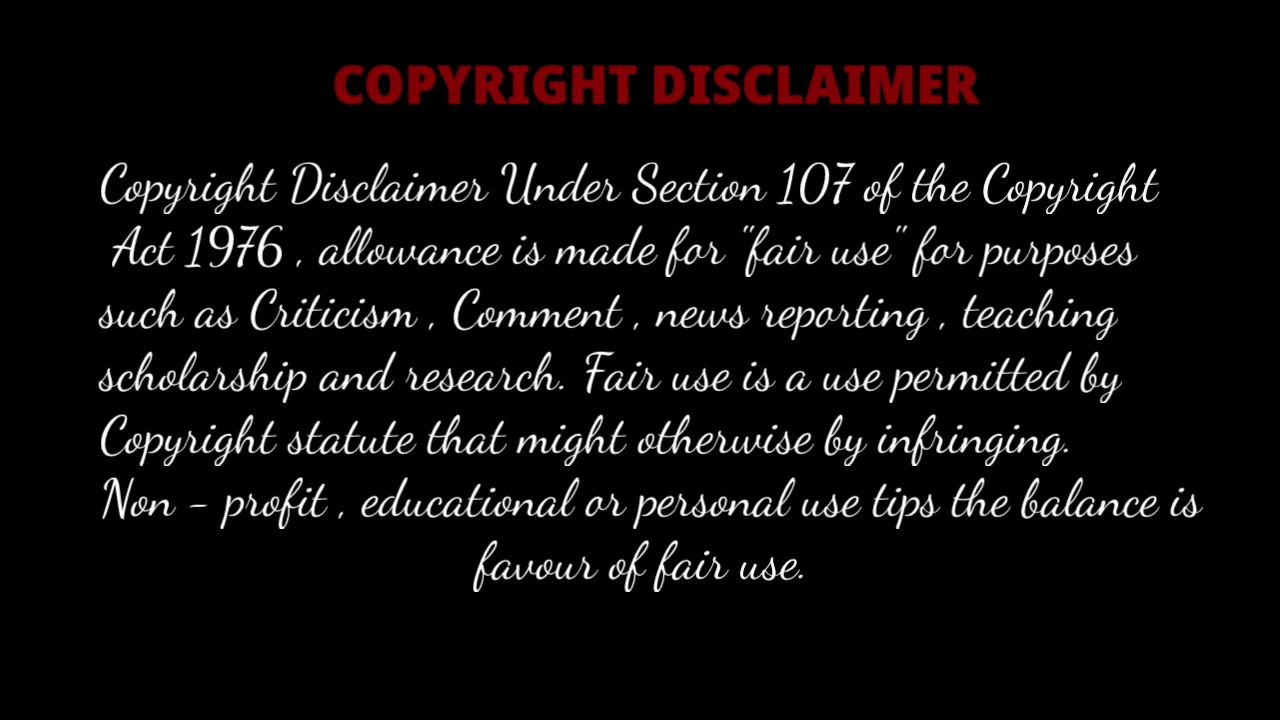 COPYRIGHT DISCLAIMER
Copyright Disclaimer Under Section 107 of the Copyright
Act 1976 , allowance is made for "fair use" for purposes
such as Criticism , Comment , news reporting , teaching
scholarship and research. Fair use is a use permitted by
Copyright statute that might otherwise by infringing.
Non - profit , educational or personal use tips the balance is
favour of fair use.